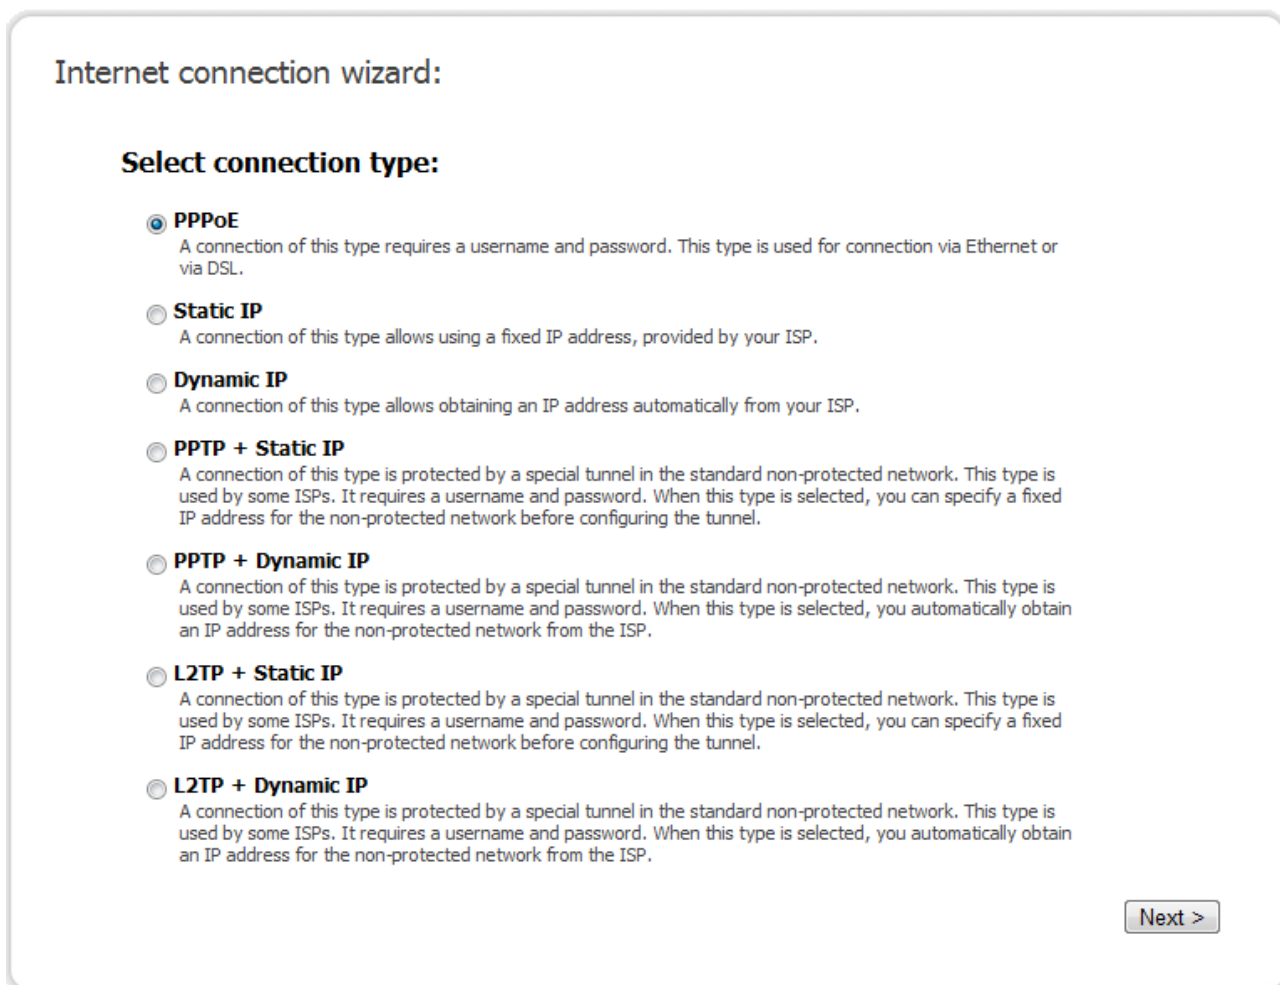 Internet connection wizard:
Select connection type:
PPPoE
A connection of this type requires a username and password. This type is used for connection via Ethernet or
via DSL.
Static IP
A connection of this type allows using a fixed IP address, provided by your ISP.
Dynamic IP
A connection of this type allows obtaining an IP address automatically from your ISP.
PPTP + Static IP
A connection of this type is protected by a special tunnel in the standard non-protected network. This type is
used by some ISPs. It requires a username and password. When this type is selected, you can specify a fixed
IP address for the non-protected network before configuring the tunnel.
PPTP + Dynamic IP
A connection of this type is protected by a special tunnel in the standard non-protected network. This type is
used by some ISPs. It requires a username and password. When this type is selected, you automatically obtain
an IP address for the non-protected network from the ISP.
L2TP + Static IP
A connection of this type is protected by a special tunnel in the standard non-protected network. This type is
used by some ISPs. It requires a username and password. When this type is selected, you can specify a fixed
IP address for the non-protected network before configuring the tunnel.
L2TP + Dynamic IP
A connection of this type is protected by a special tunnel in the standard non-protected network. This type is
used by some ISPs. It requires a username and password. When this type is selected, you automatically obtain
an IP address for the non-protected network from the ISP.
Next >